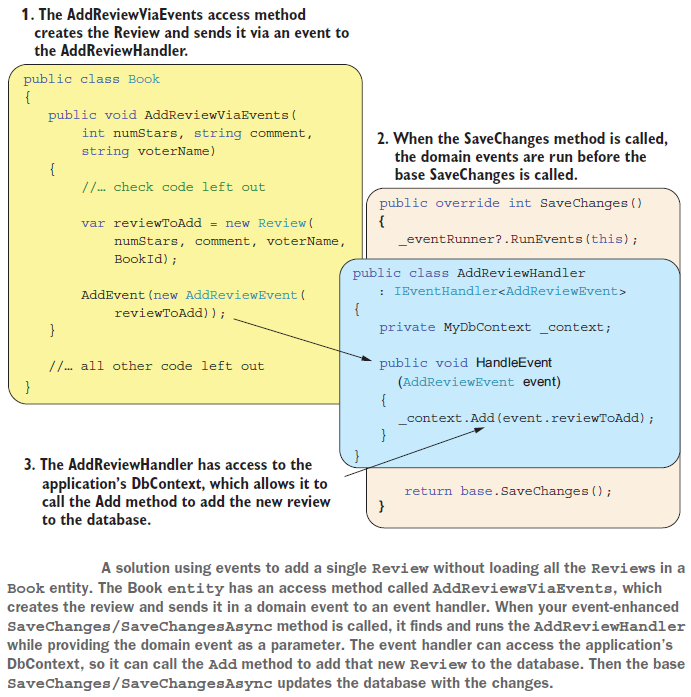 1. The AddReviewViaEvents access method
creates the Review and sends it via an event to
the AddReviewHandler.
public class Book
{
public void AddReviewViaEvents(
int numStars, string comment,
string voterName)
{
//… check code left out
var reviewToAdd = new Review(
numStars, comment, voterName,
BookId);
AddEvent(new AddReviewEvent(
reviewToAdd));
}
//… all other code left out
}
2. When the SaveChanges method is called,
the domain events are run before the
base SaveChanges is called.
public override int SaveChanges()
{
_eventRunner?.RunEvents(this);
public class AddReviewHandler
: IEventHandler<AddReviewEvent>
{
private MyDbContext _context;
public void HandleEvent
(AddReviewEvent event)
{
_context.Add(event.reviewToAdd);
}
}
return base.SaveChanges();
}
3. The AddReviewHandler has access to the
application's DbContext, which allows it to
call the Add method to add the new review
to the database.
A solution using events to add a single Review without loading all the Reviews in a
Book entity. The Book entity has an access method called AddReviewsViaEvents, which
creates the review and sends it in a domain event to an event handler. When your event-enhanced
SaveChanges/SaveChangesAsync method is called, it finds and runs the AddReviewHandler
while providing the domain event as a parameter. The event handler can access the application's
DbContext, so it can call the Add method to add that new Review to the database. Then the base
SaveChanges/SaveChangesAsync updates the database with the changes.